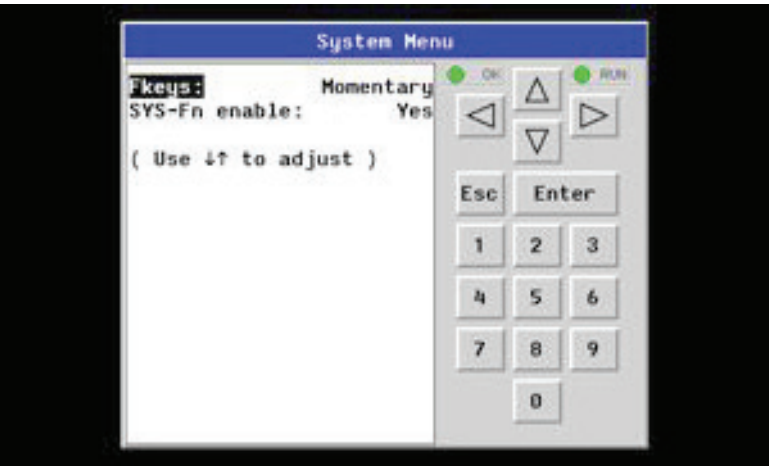 System Menu
Fkeys: Momentary
SYS-Fn enable: Yes
( Use ↓↑ to adjust )
OK RUN
Esc Enter
1 2 3
4 5 6
7 8 9
0